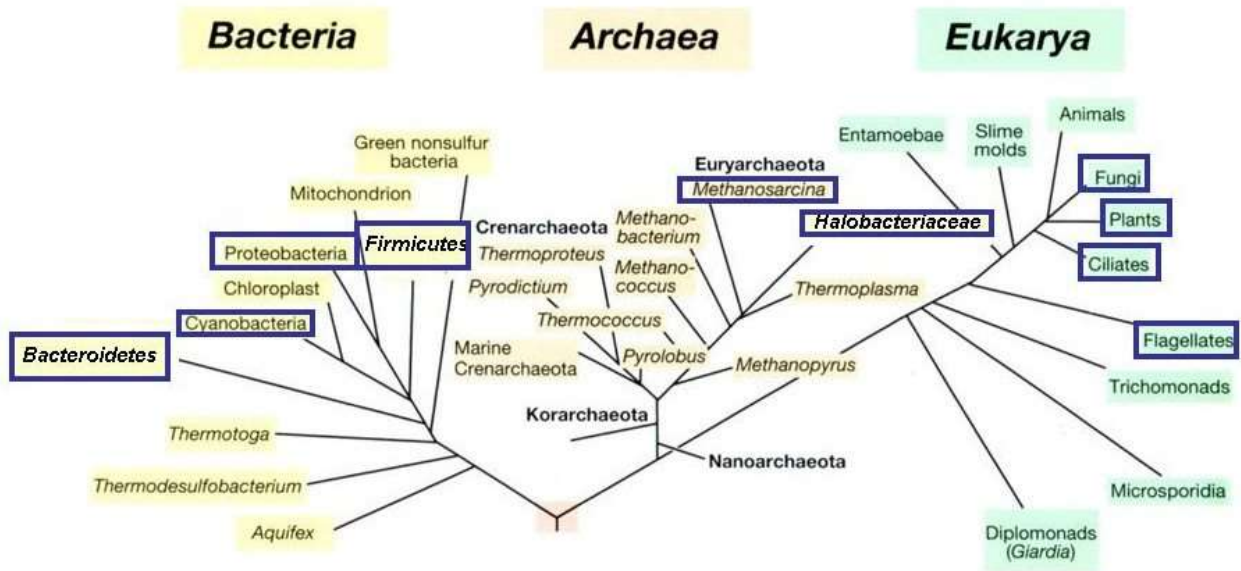 Bacteria
Archaea
Eukarya
Green nonsulfur
bacteria
Mitochondrion
Proteobacteria
Firmicutes
Chloroplast
Cyanobacteria
Bacteroidetes
Thermotoga
Thermodesulfobacterium
Aquifex
Euryarchaeota
Methanosarcina
Crenarchaeota
Thermoproteus
Methano-
bacterium
Halobacteriaceae
Pyrodictium
Methano-
coccus
Thermoplasma
Thermococcus
Marine
Crenarchaeota
Pyrolobus
Methanopyrus
Korarchaeota
Nanoarchaeota
Entamoebae
Slime
molds
Animals
Fungi
Plants
Ciliates
Flagellates
Trichomonads
Microsporidia
Diplomonads
(Giardia)